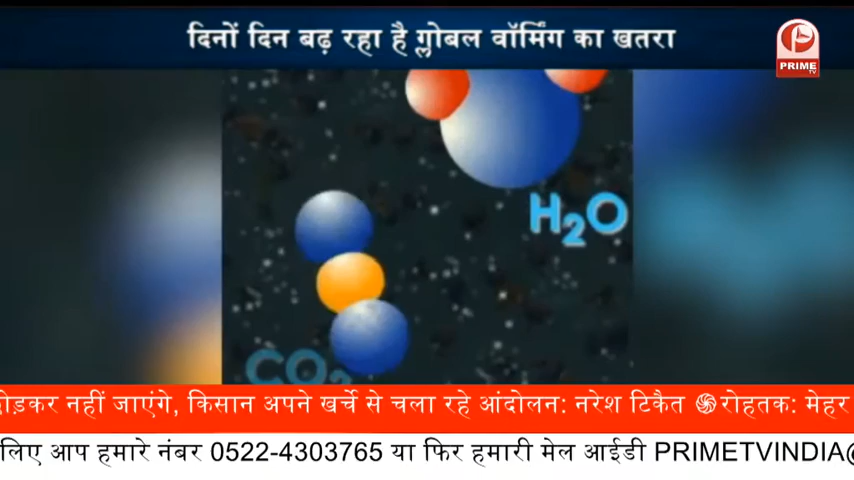 दिनों दिन बढ़ रहा है ग्लोबल वॉर्मिंग का खतरा
PRIME
TV
H2O
CO2
नहीं जाएंगे, किसान अपने खर्चे से चला रहे आंदोलन: नरेश टिकैत रोहतक: मेहर
लिए आप हमारे नंबर 0522-4303765 या फिर हमारी मेल आईडी PRIMETVINDIA@